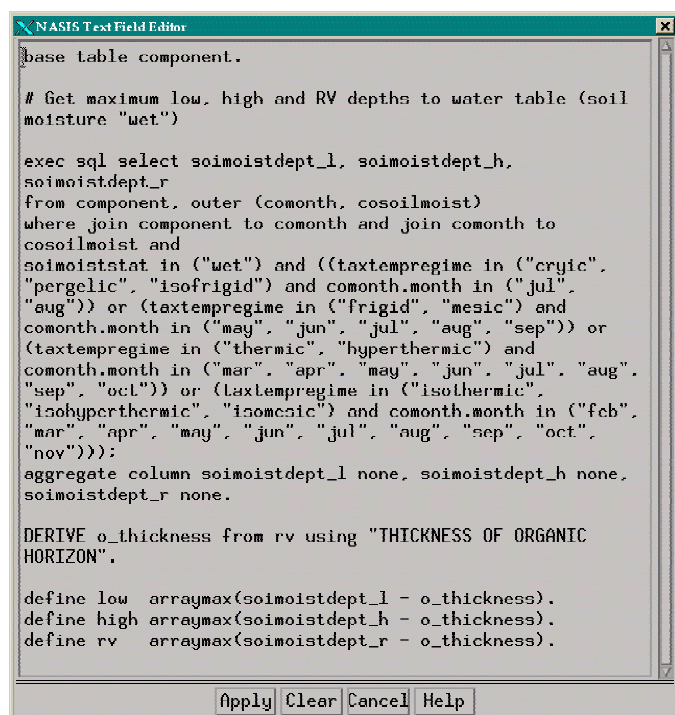 NASIS Text Field Editor
base table component.
# Get maximum low, high and RV depths to water table (soil
moisture "wet")
exec sql select soimoistdept_l, soimoistdept_h,
soimoistdept_r
from component, outer (comonth, cosoilmoist)
where join component to comonth and join comonth to
cosoilmoist and
soimoiststat in ("wet") and ((taxtempregime in ("cryic",
"pergelic", "isofrigid") and comonth.month in ("jul",
"aug")) or (taxtempregime in ("frigid", "mesic") and
comonth.month in ("may", "jun", "jul", "aug", "sep")) or
(taxtempregime in ("thermic", "hyperthermic") and
comonth.month in ("mar", "apr", "may", "jun", "jul", "aug",
"sep", "oct")) or (taxtempregime in ("isothermic",
"isohyperthermic", "isomesic") and comonth.month in ("feb",
"mar", "apr", "may", "jun", "jul", "aug", "sep", "oct",
"nov")));
aggregate column soimoistdept_l none, soimoistdept_h none,
soimoistdept_r none.
DERIVE o_thickness from rv using "THICKNESS OF ORGANIC
HORIZON".
define low  arraymax(soimoistdept_l - o_thickness).
define high arraymax(soimoistdept_h - o_thickness).
define rv   arraymax(soimoistdept_r - o_thickness).
Apply Clear Cancel Help